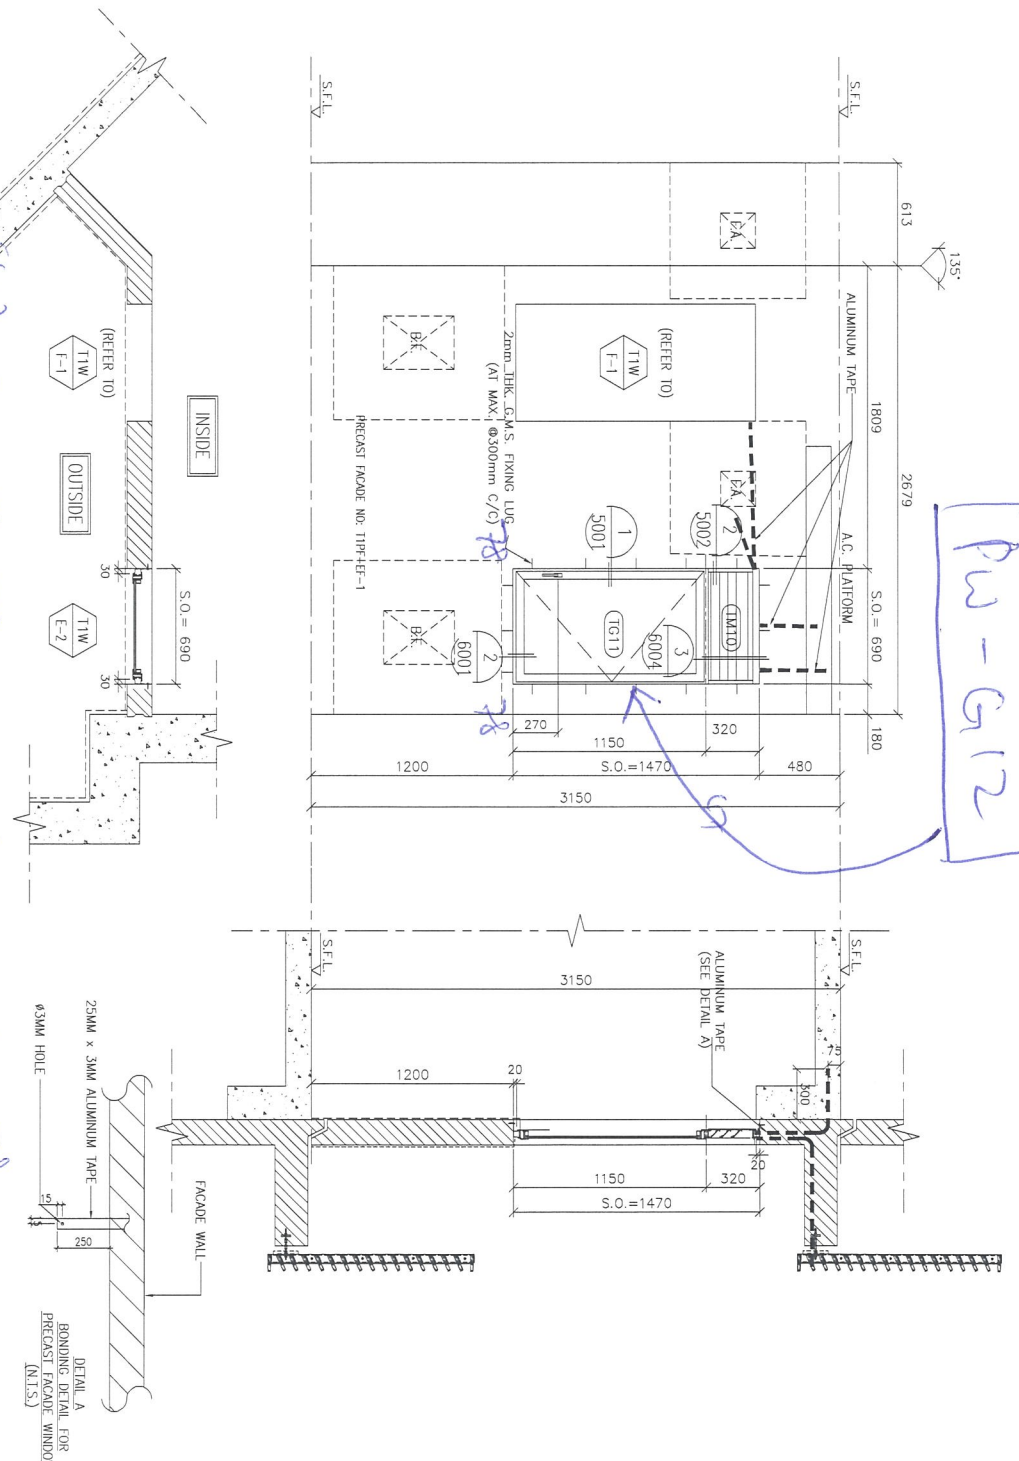 PW-G12
S.F.L.
S.F.L.
613
135°
2679
1809
S.O.= 690
180
ALUMINUM TAPE
A.C. PLATFORM
E.A.
(REFER TO)
T1W
F-1
2mm THK. G.M.S. FIXING LUG
(AT MAX. @300mm C/C)
PRECAST FACADE NO: T1PF-EF-1
1
5001
2
5002
TM10
TG11
3
6004
2
6001
78
78
270
1150
320
1200
S.O.=1470
480
3150
INSIDE
OUTSIDE
(REFER TO)
T1W
F-1
T1W
E-2
30
S.O.= 690
30
S.F.L.
S.F.L.
3150
ALUMINUM TAPE
(SEE DETAIL A)
75
300
1200
20
20
1150
320
S.O.=1470
25MM x 3MM ALUMINUM TAPE
ø3MM HOLE
FACADE WALL
15
250
DETAIL A
BONDING DETAIL FOR
PRECAST FACADE
(N.T.S.)